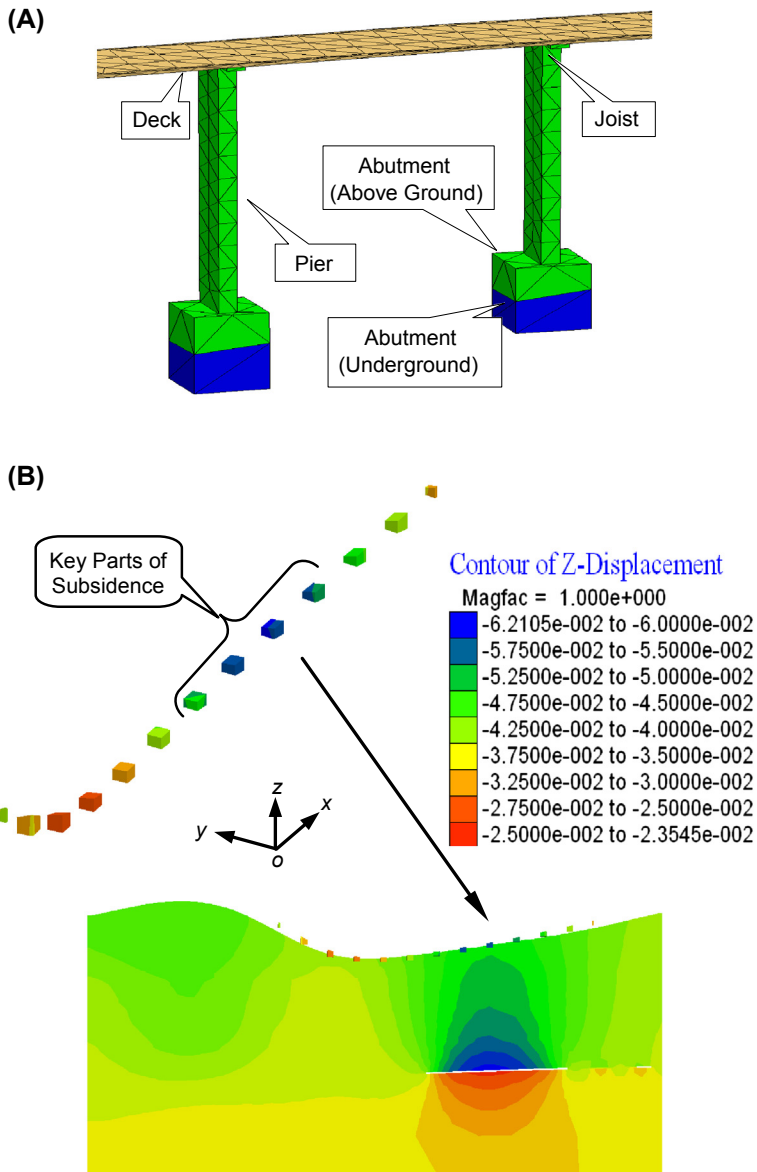 (A)
Deck
Joist
Abutment
(Above Ground)
Pier
Abutment
(Underground)
(B)
Key Parts of
Subsidence
Contour of Z-Displacement
Magfac = 1.000e+000
-6.2105e-002 to -6.0000e-002
-5.7500e-002 to -5.5000e-002
-5.2500e-002 to -5.0000e-002
-4.7500e-002 to -4.5000e-002
-4.2500e-002 to -4.0000e-002
-3.7500e-002 to -3.5000e-002
-3.2500e-002 to -3.0000e-002
-2.7500e-002 to -2.5000e-002
-2.5000e-002 to -2.3545e-002
z
x
y
o